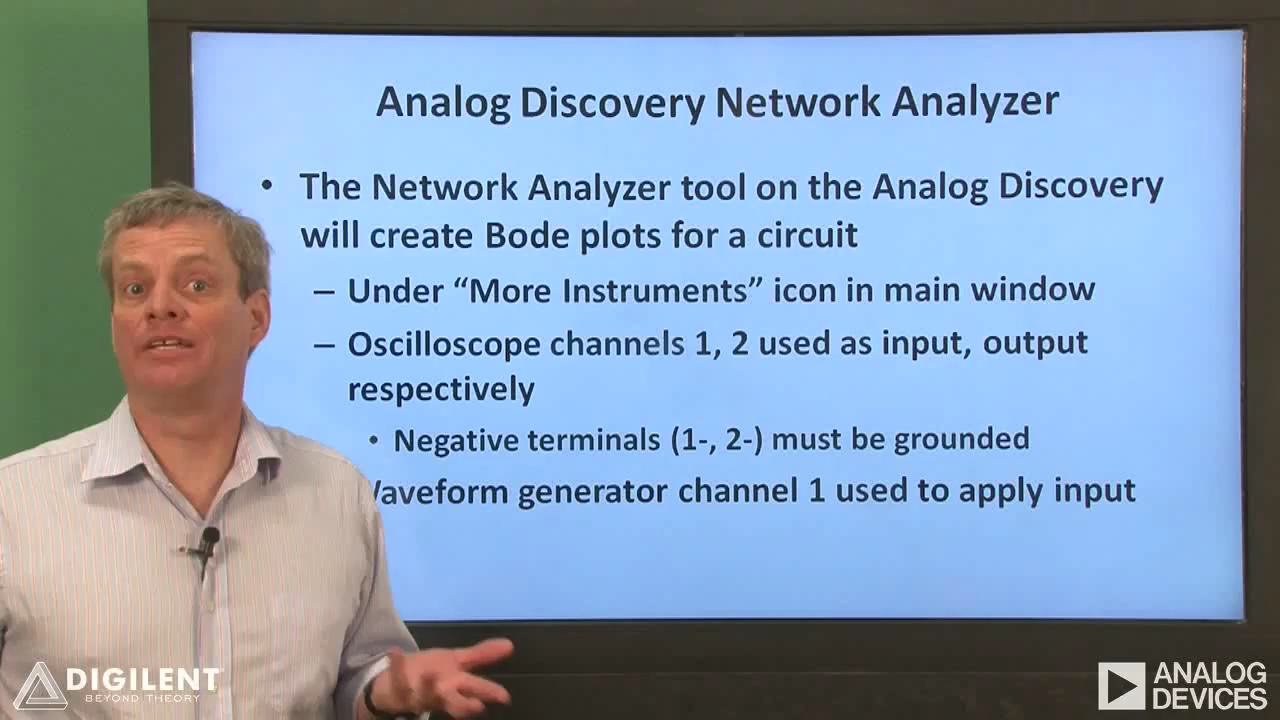 Analog Discovery Network Analyzer
• The Network Analyzer tool on the Analog Discovery
will create Bode plots for a circuit
– Under “More Instruments” icon in main window
– Oscilloscope channels 1, 2 used as input, output
respectively
• Negative terminals (1-, 2-) must be grounded
generator channel 1 used to apply input
DIGILENT
BEYOND THEORY
ANALOG
DEVICES